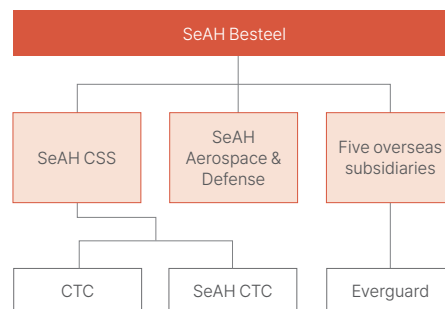 SeAH Besteel
SeAH CSS
SeAH
Aerospace &
Defense
Five overseas
subsidiaries
CTC
SeAH CTC
Everguard